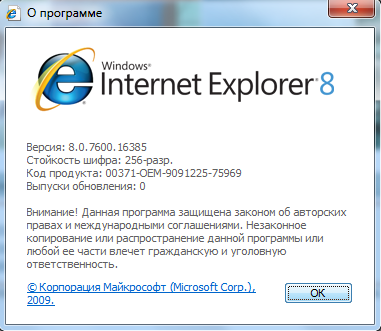 О программе
Windows®
Internet Explorer 8
Версия: 8.0.7600.16385
Стойкость шифра: 256-разр.
Код продукта: 00371-OEM-9091225-75969
Выпуски обновления: 0
Внимание! Данная программа защищена законом об авторских
правах и международными соглашениями. Незаконное
копирование или распространение данной программы или
любой ее части влечет гражданскую и уголовную
ответственность.
© Корпорация Майкрософт (Microsoft Corp.),
2009.
ОК